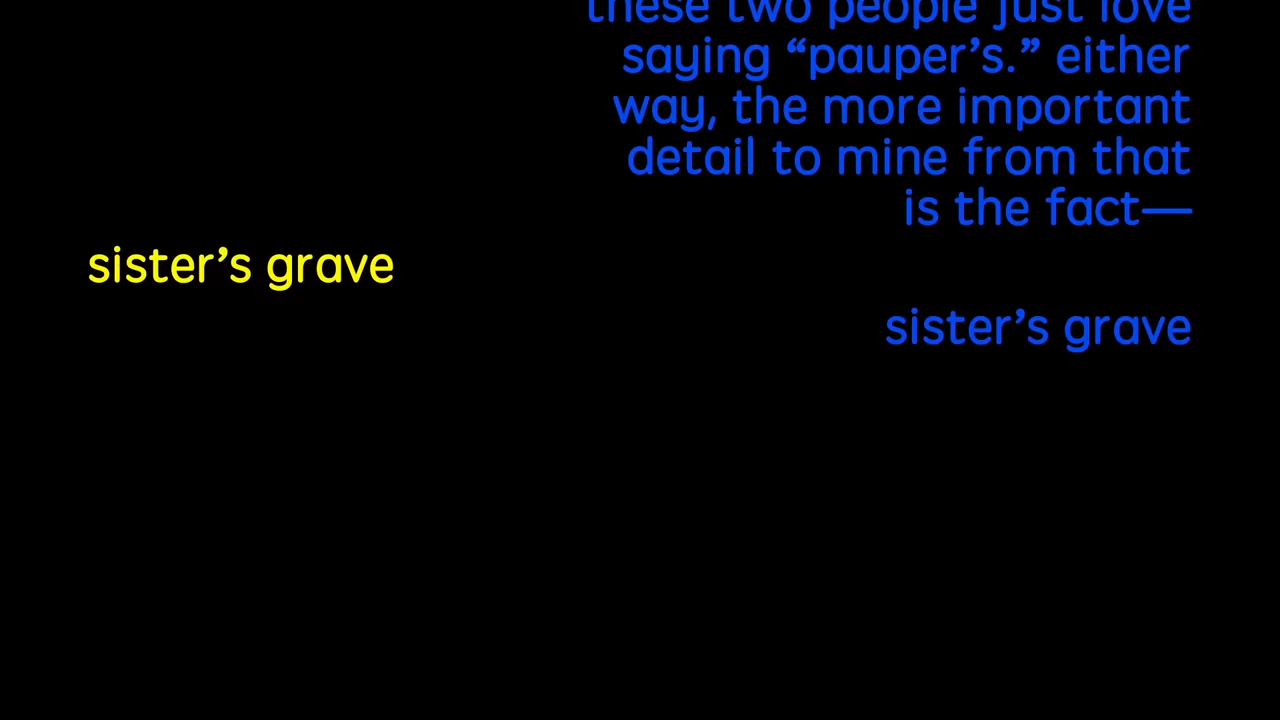 these two people just love
saying “pauper’s.” either
way, the more important
detail to mine from that
is the fact—
sister’s grave
sister’s grave